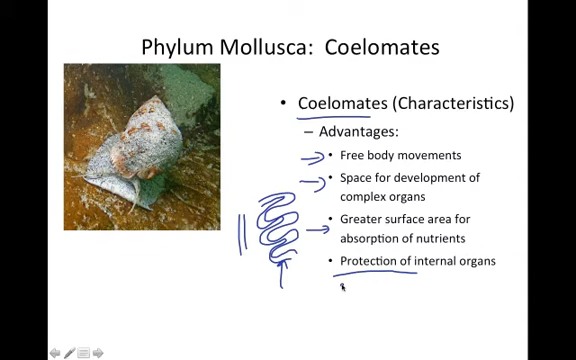 Phylum Mollusca: Coelomates
• Coelomates (Characteristics)
– Advantages:
• Free body movements
• Space for development of
complex organs
• Greater surface area for
absorption of nutrients
• Protection of internal organs